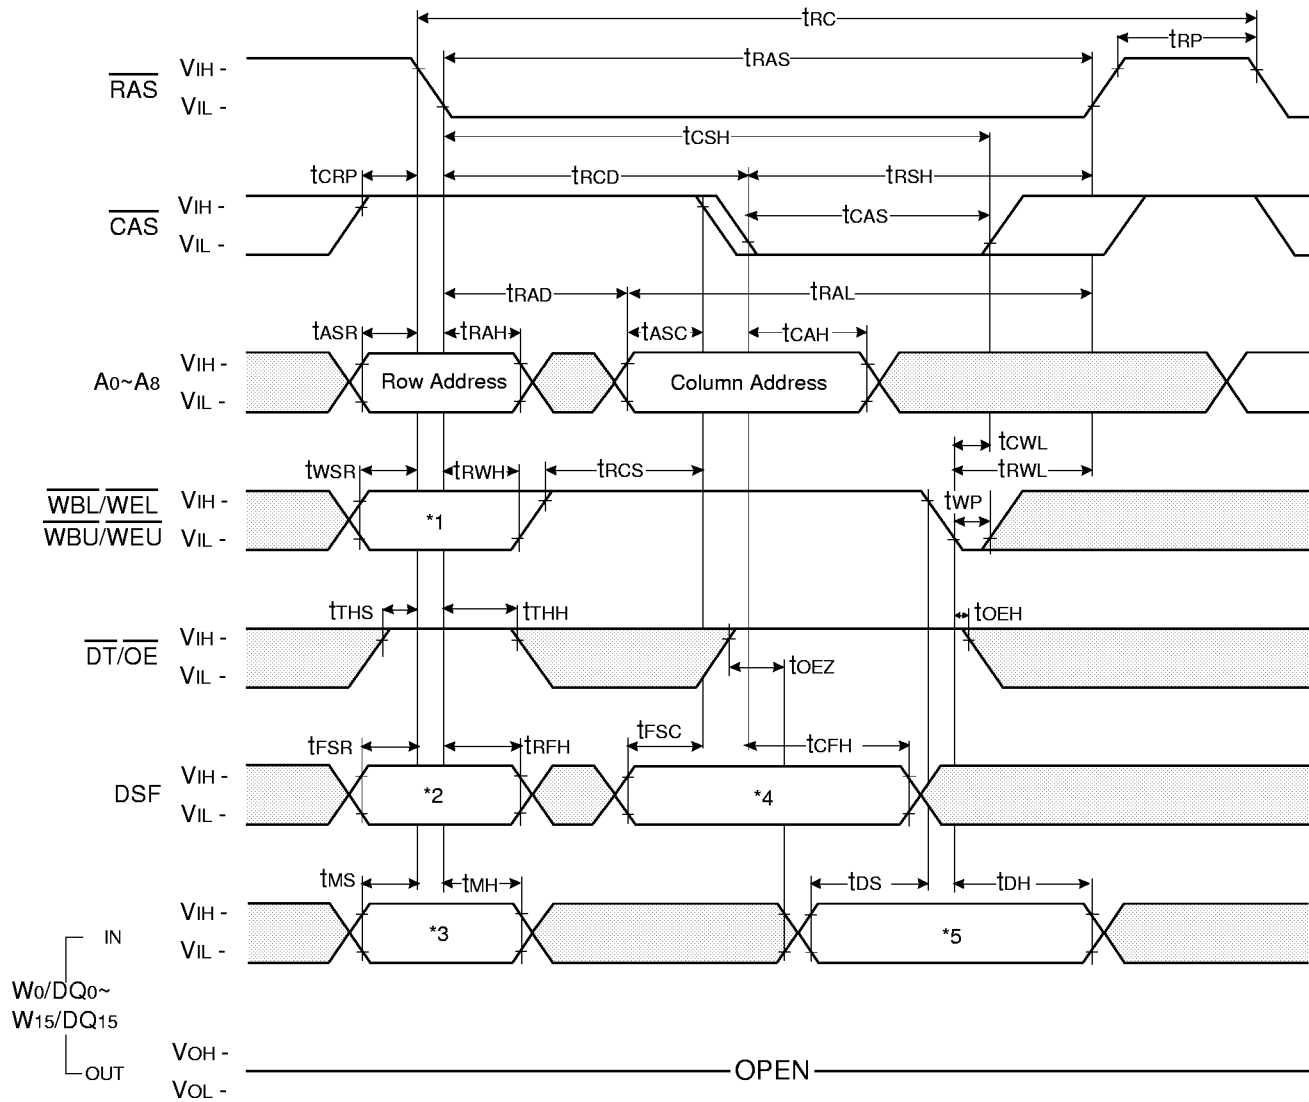 tRC
tRP
RAS VIH - tRAS
VIL -
tCSH
tCRP tRCD tRSH
CAS VIH - tCAS
VIL -
tRAD tRAL
tASR tRAH tASC tCAH
A0~A8 VIH - Row Address Column Address
VIL -
tCWL
tWSR tRWH tRCS tRWL
WBL/WEL VIH - tWP
WBU/WEU VIL - *1
tTHS tTHH tOEH
DT/OE VIH -
VIL - tOEZ
tFSR tRFH tFSC tCFH
DSF VIH - *2 *4
VIL -
tMS tMH tDS tDH
VIH -
IN VIL - *3 *5
W0/DQ0~
W15/DQ15
VOH -
OUT OPEN
VOL -